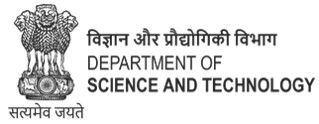 विज्ञान और प्रौद्योगिकी विभाग
DEPARTMENT OF
SCIENCE AND TECHNOLOGY
सत्यमेव जयते